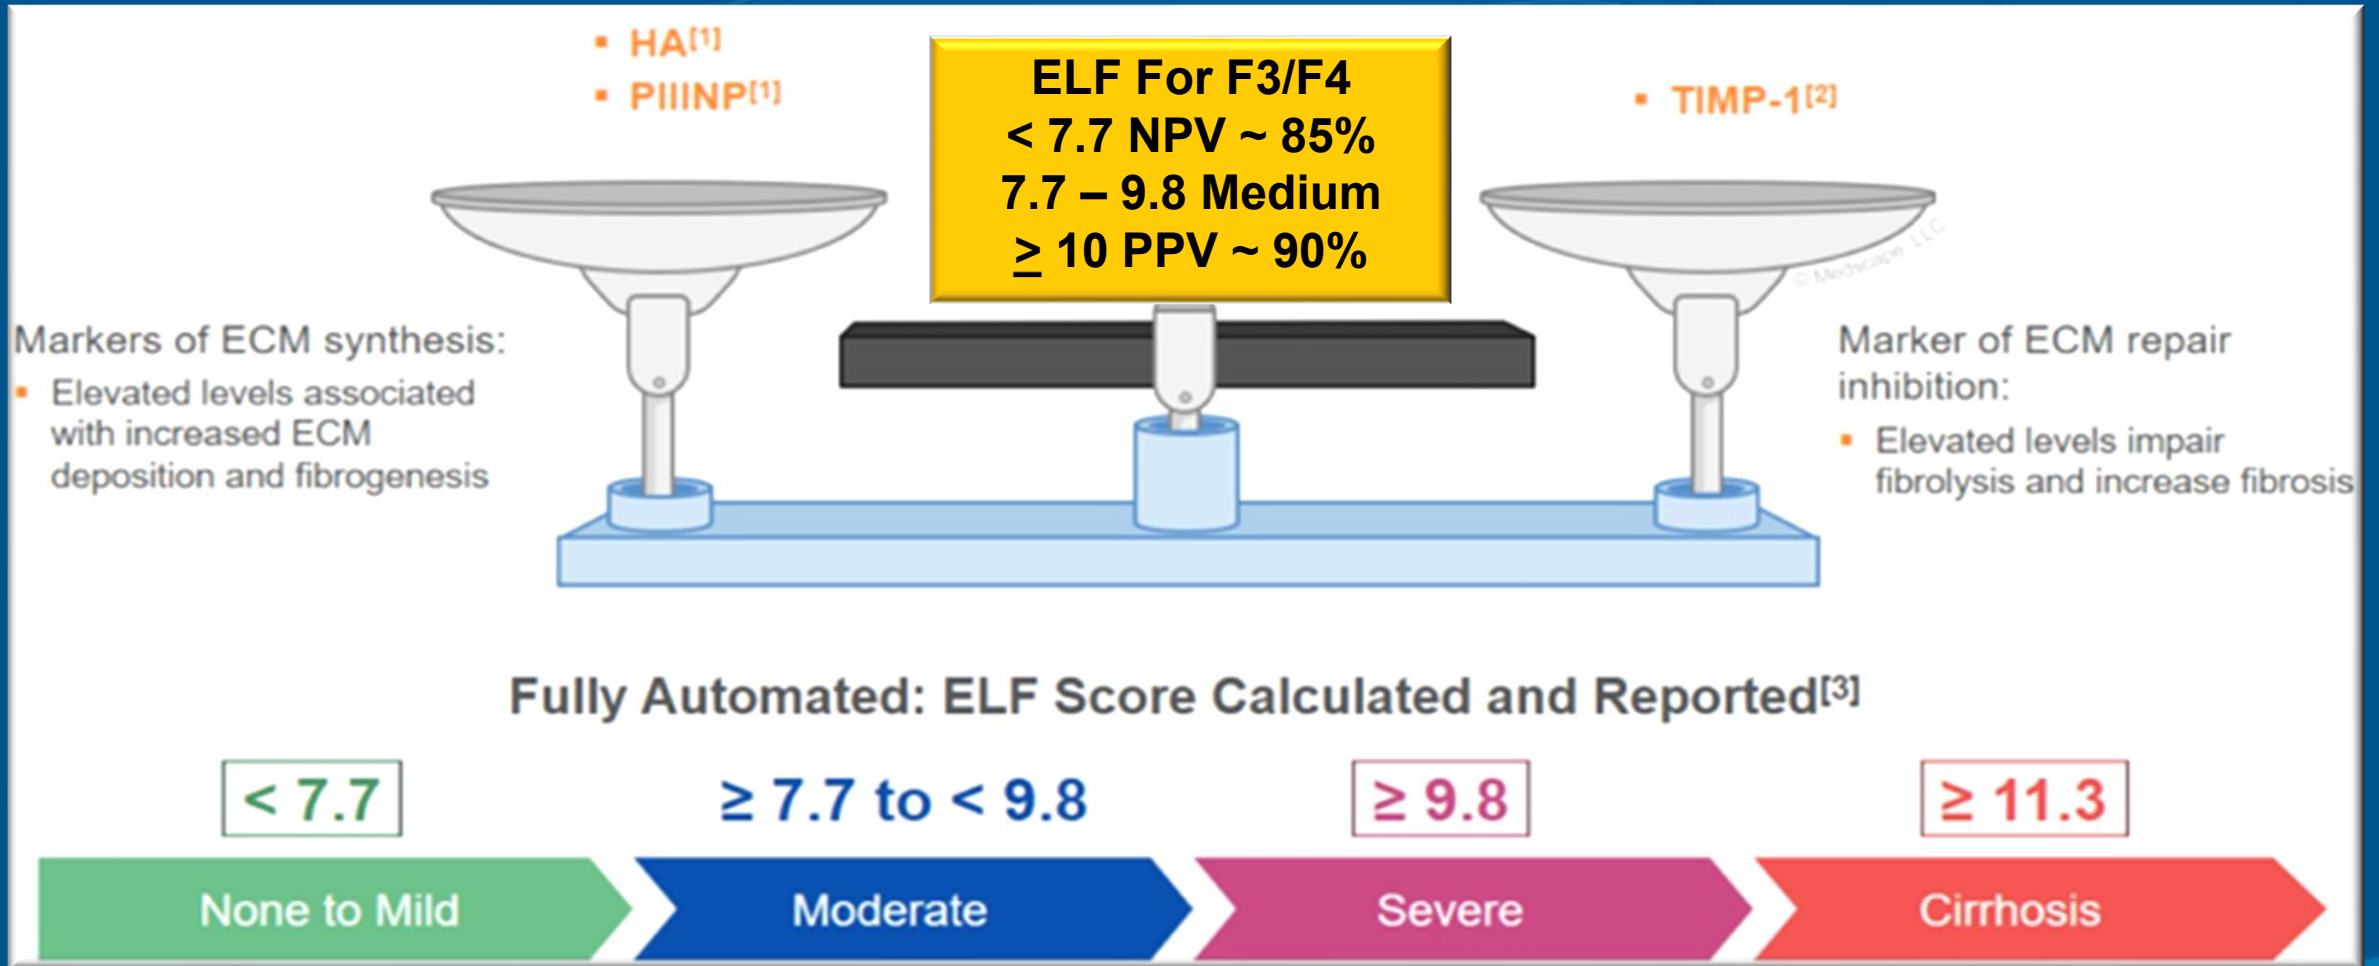 ▪ HA[1]
▪ PIIINP[1]
ELF For F3/F4
< 7.7 NPV ~ 85%
7.7 – 9.8 Medium
≥ 10 PPV ~ 90%
▪ TIMP-1[2]
© Medscape LLC
Markers of ECM synthesis:
▪ Elevated levels associated
with increased ECM
deposition and fibrogenesis
Marker of ECM repair
inhibition:
▪ Elevated levels impair
fibrolysis and increase fibrosis
Fully Automated: ELF Score Calculated and Reported[3]
< 7.7
≥ 7.7 to < 9.8
≥ 9.8
≥ 11.3
None to Mild
Moderate
Severe
Cirrhosis